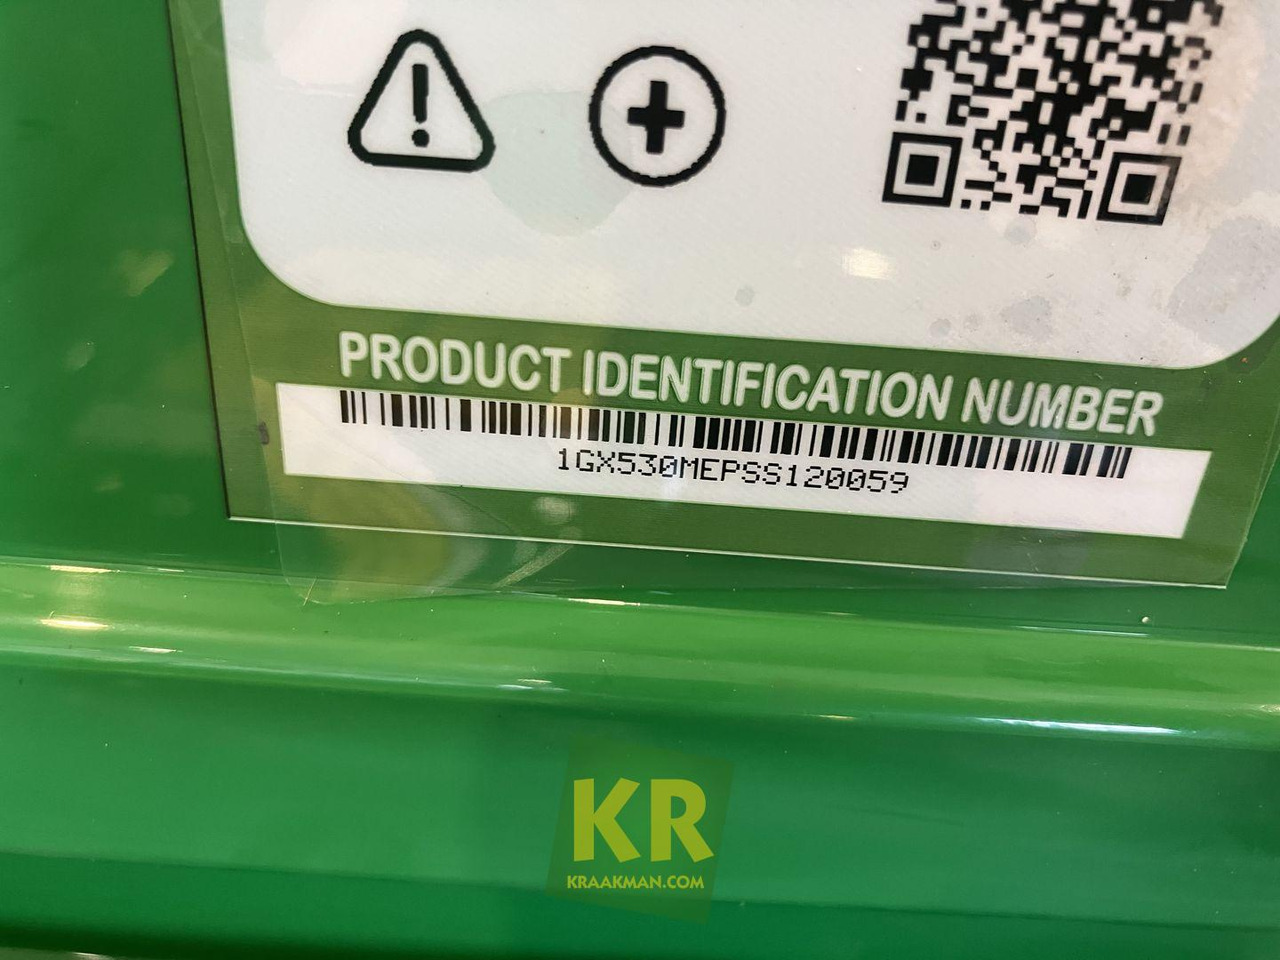 PRODUCT IDENTIFICATION NUMBER
1GX530MEPSS120059
KR
KRAAKMAN.COM